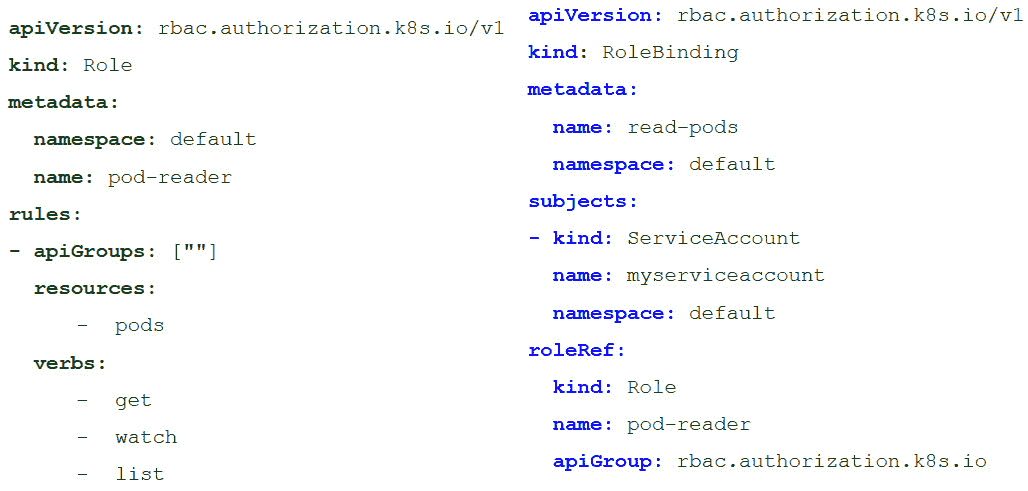 apiVersion: rbac.authorization.k8s.io/v1
kind: Role
metadata:
  namespace: default
  name: pod-reader
rules:
- apiGroups: [""]
  resources:
      -  pods
  verbs:
      -  get
      -  watch
      -  list
apiVersion: rbac.authorization.k8s.io/v1
kind: RoleBinding
metadata:
  name: read-pods
  namespace: default
subjects:
- kind: ServiceAccount
  name: myserviceaccount
  namespace: default
roleRef:
  kind: Role
  name: pod-reader
  apiGroup: rbac.authorization.k8s.io